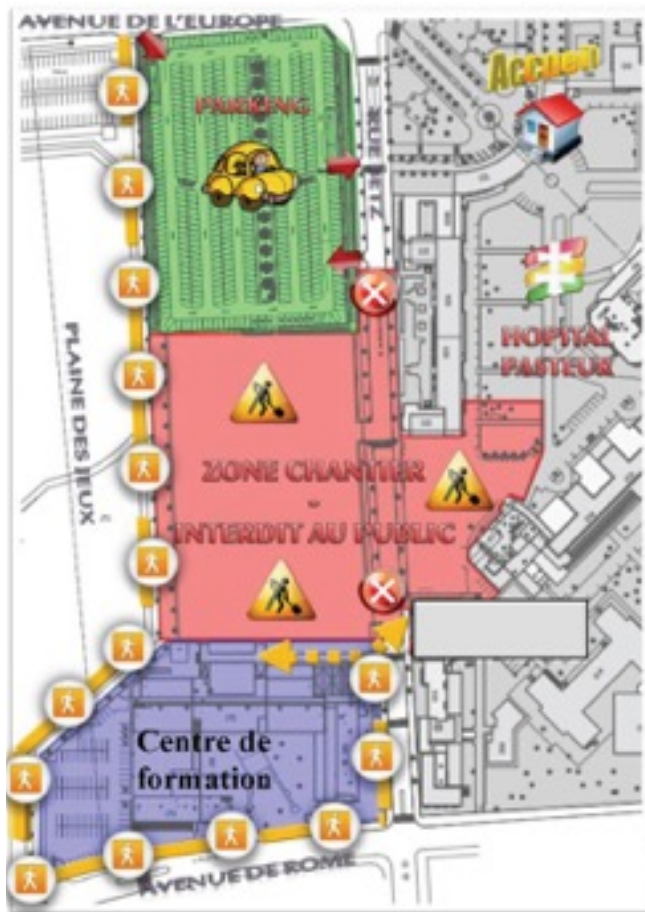 AVENUE DE L'EUROPE
Accueil
PARKING
RUE BETZ
HOPITAL
PASTEUR
PLAINE DES JEUX
ZONE CHANTIER
-
INTERDIT AU PUBLIC
Centre de
formation
AVENUE DE ROME